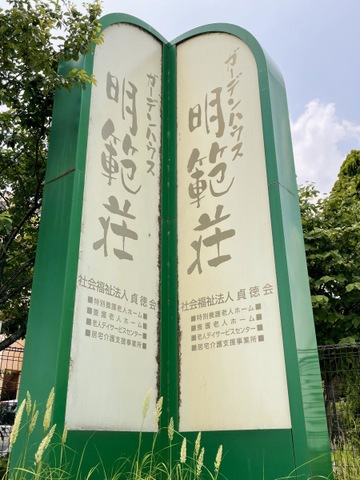 ガーデンハウス
明範荘
社会福祉法人 貞徳会
■特別養護老人ホーム■
■養護老人ホーム■
■老人デイサービスセンター■
■居宅介護支援事業所■
ガーデンハウス
明範荘
社会福祉法人 貞徳会
■特別養護老人ホーム■
■養護老人ホーム■
■老人デイサービスセンター■
■居宅介護支援事業所■